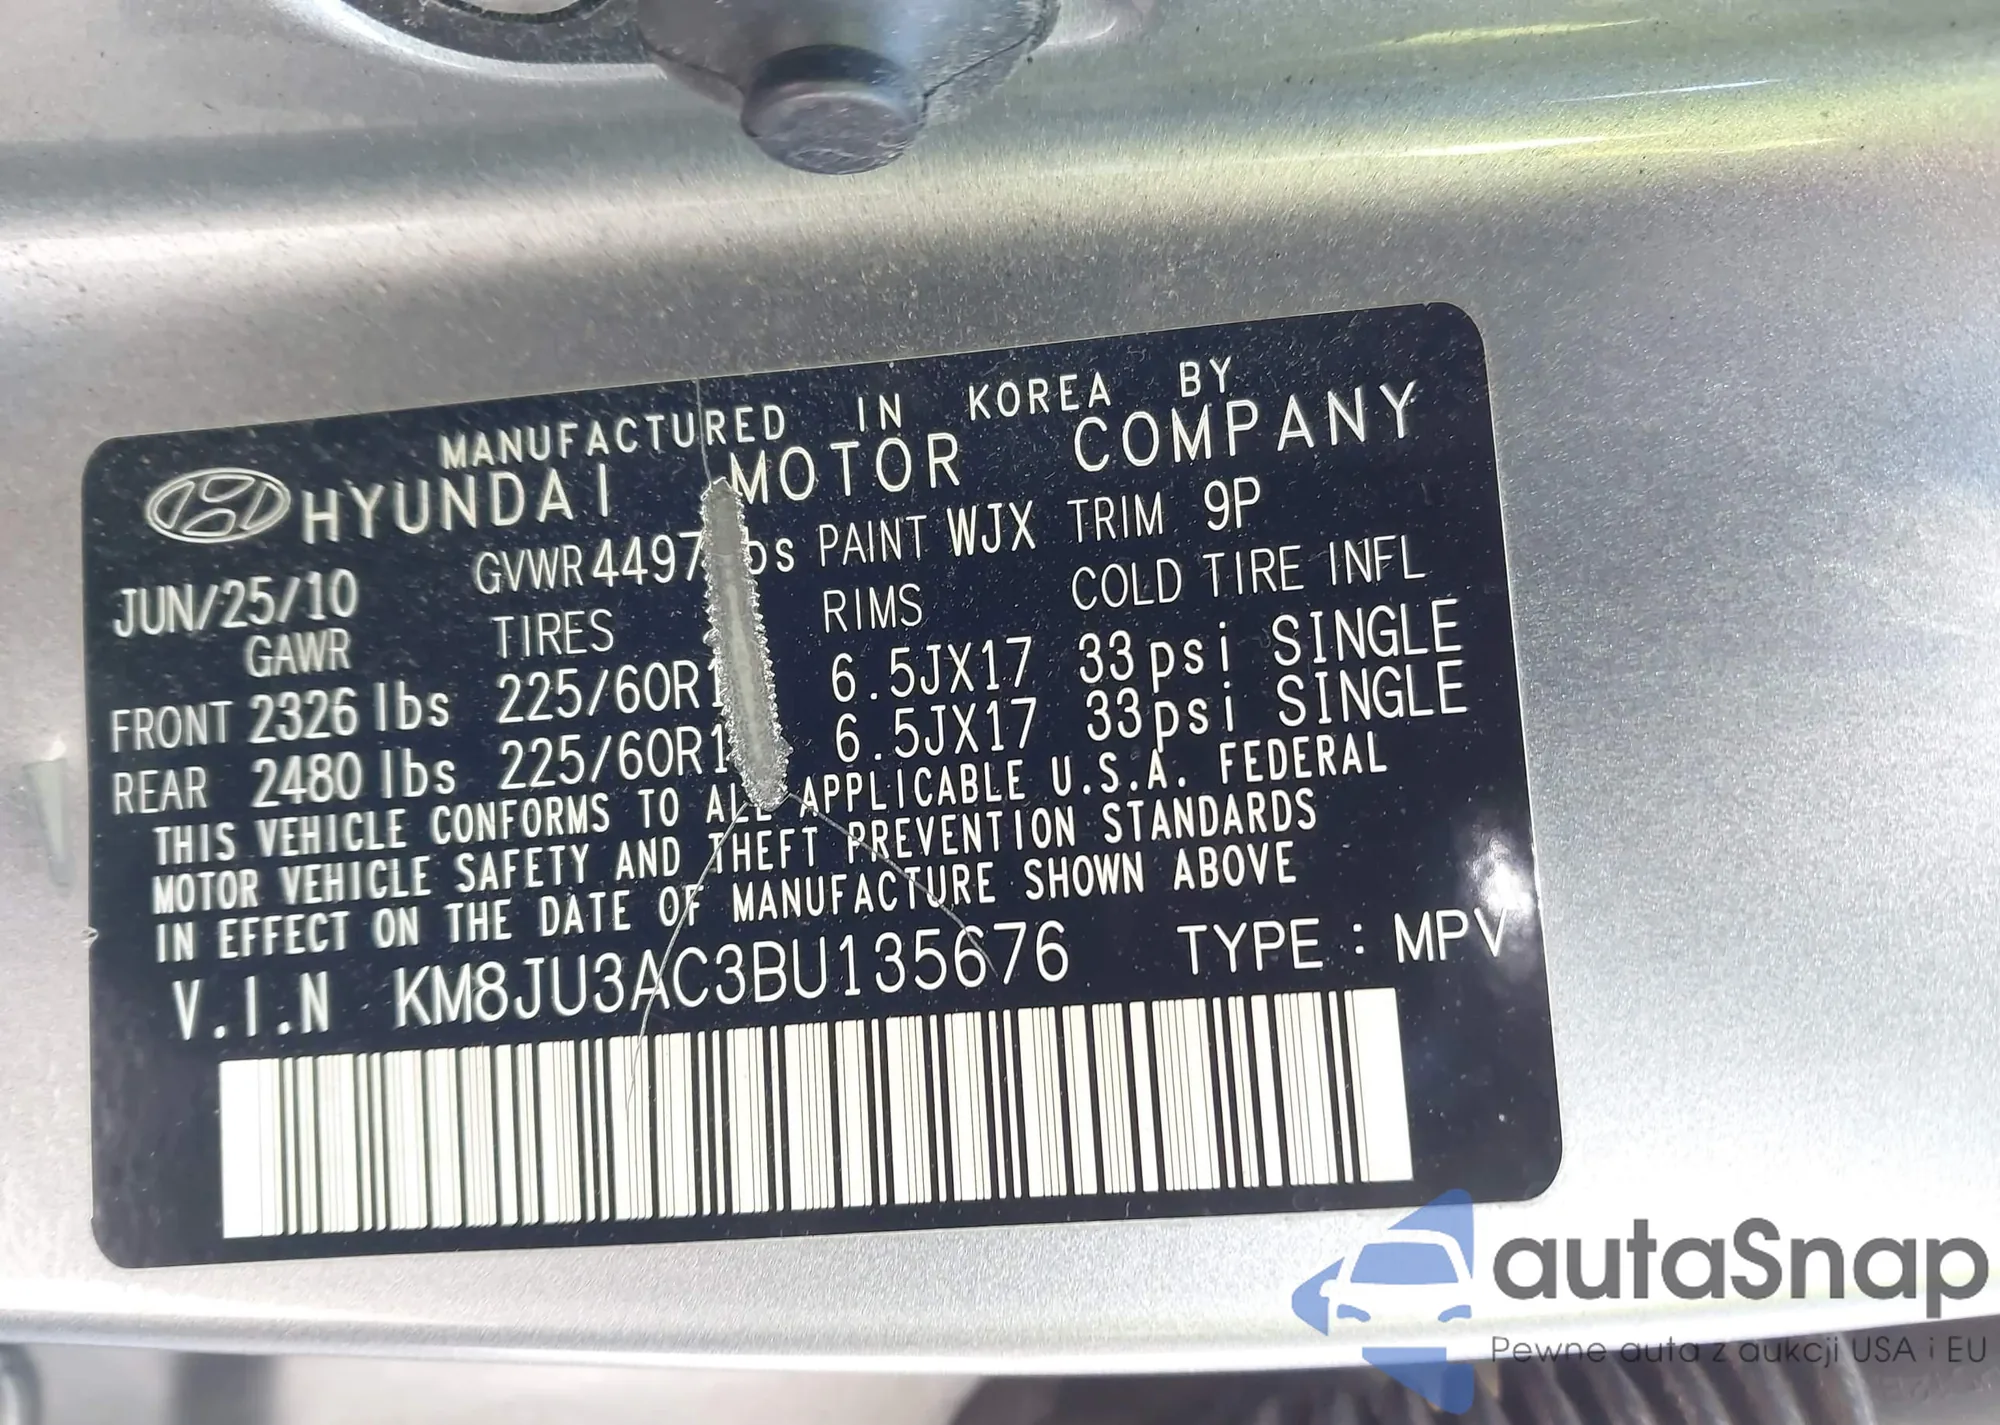 MANUFACTURED IN KOREA BY
HYUNDAI MOTOR COMPANY
JUN/25/10 GVWR 4497 lbs PAINT WJX TRIM 9P
GAWR TIRES RIMS COLD TIRE INFL
FRONT 2326 lbs 225/60R1 6.5JX17 33psi SINGLE
REAR 2480 lbs 225/60R1 6.5JX17 33psi SINGLE
THIS VEHICLE CONFORMS TO ALL APPLICABLE U.S.A. FEDERAL
MOTOR VEHICLE SAFETY AND THEFT PREVENTION STANDARDS
IN EFFECT ON THE DATE OF MANUFACTURE SHOWN ABOVE
V.I.N KM8JU3AC3BU135676 TYPE : MPV
autaSnap
Pewne auta z aukcji USA i EU